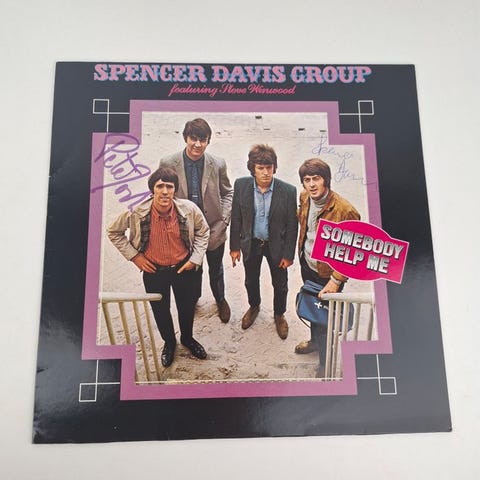 SPENCER DAVIS GROUP
featuring Steve Winwood
SOMEBODY
HELP ME